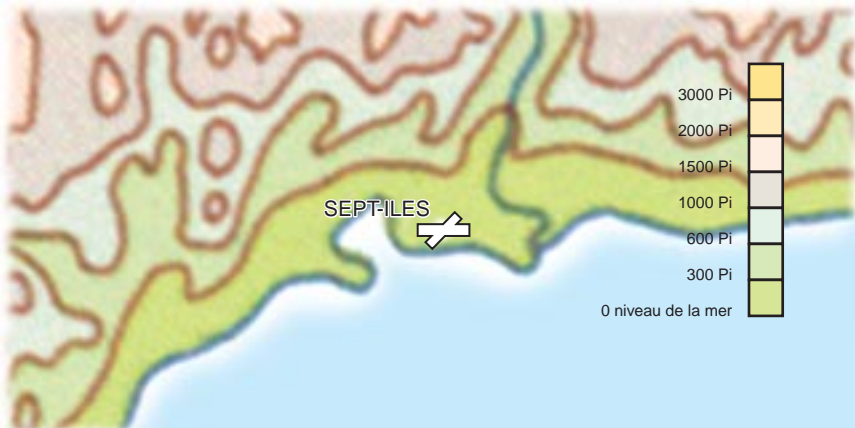 3000 Pi
2000 Pi
1500 Pi
SEPT-ILES
1000 Pi
600 Pi
300 Pi
0 niveau de la mer